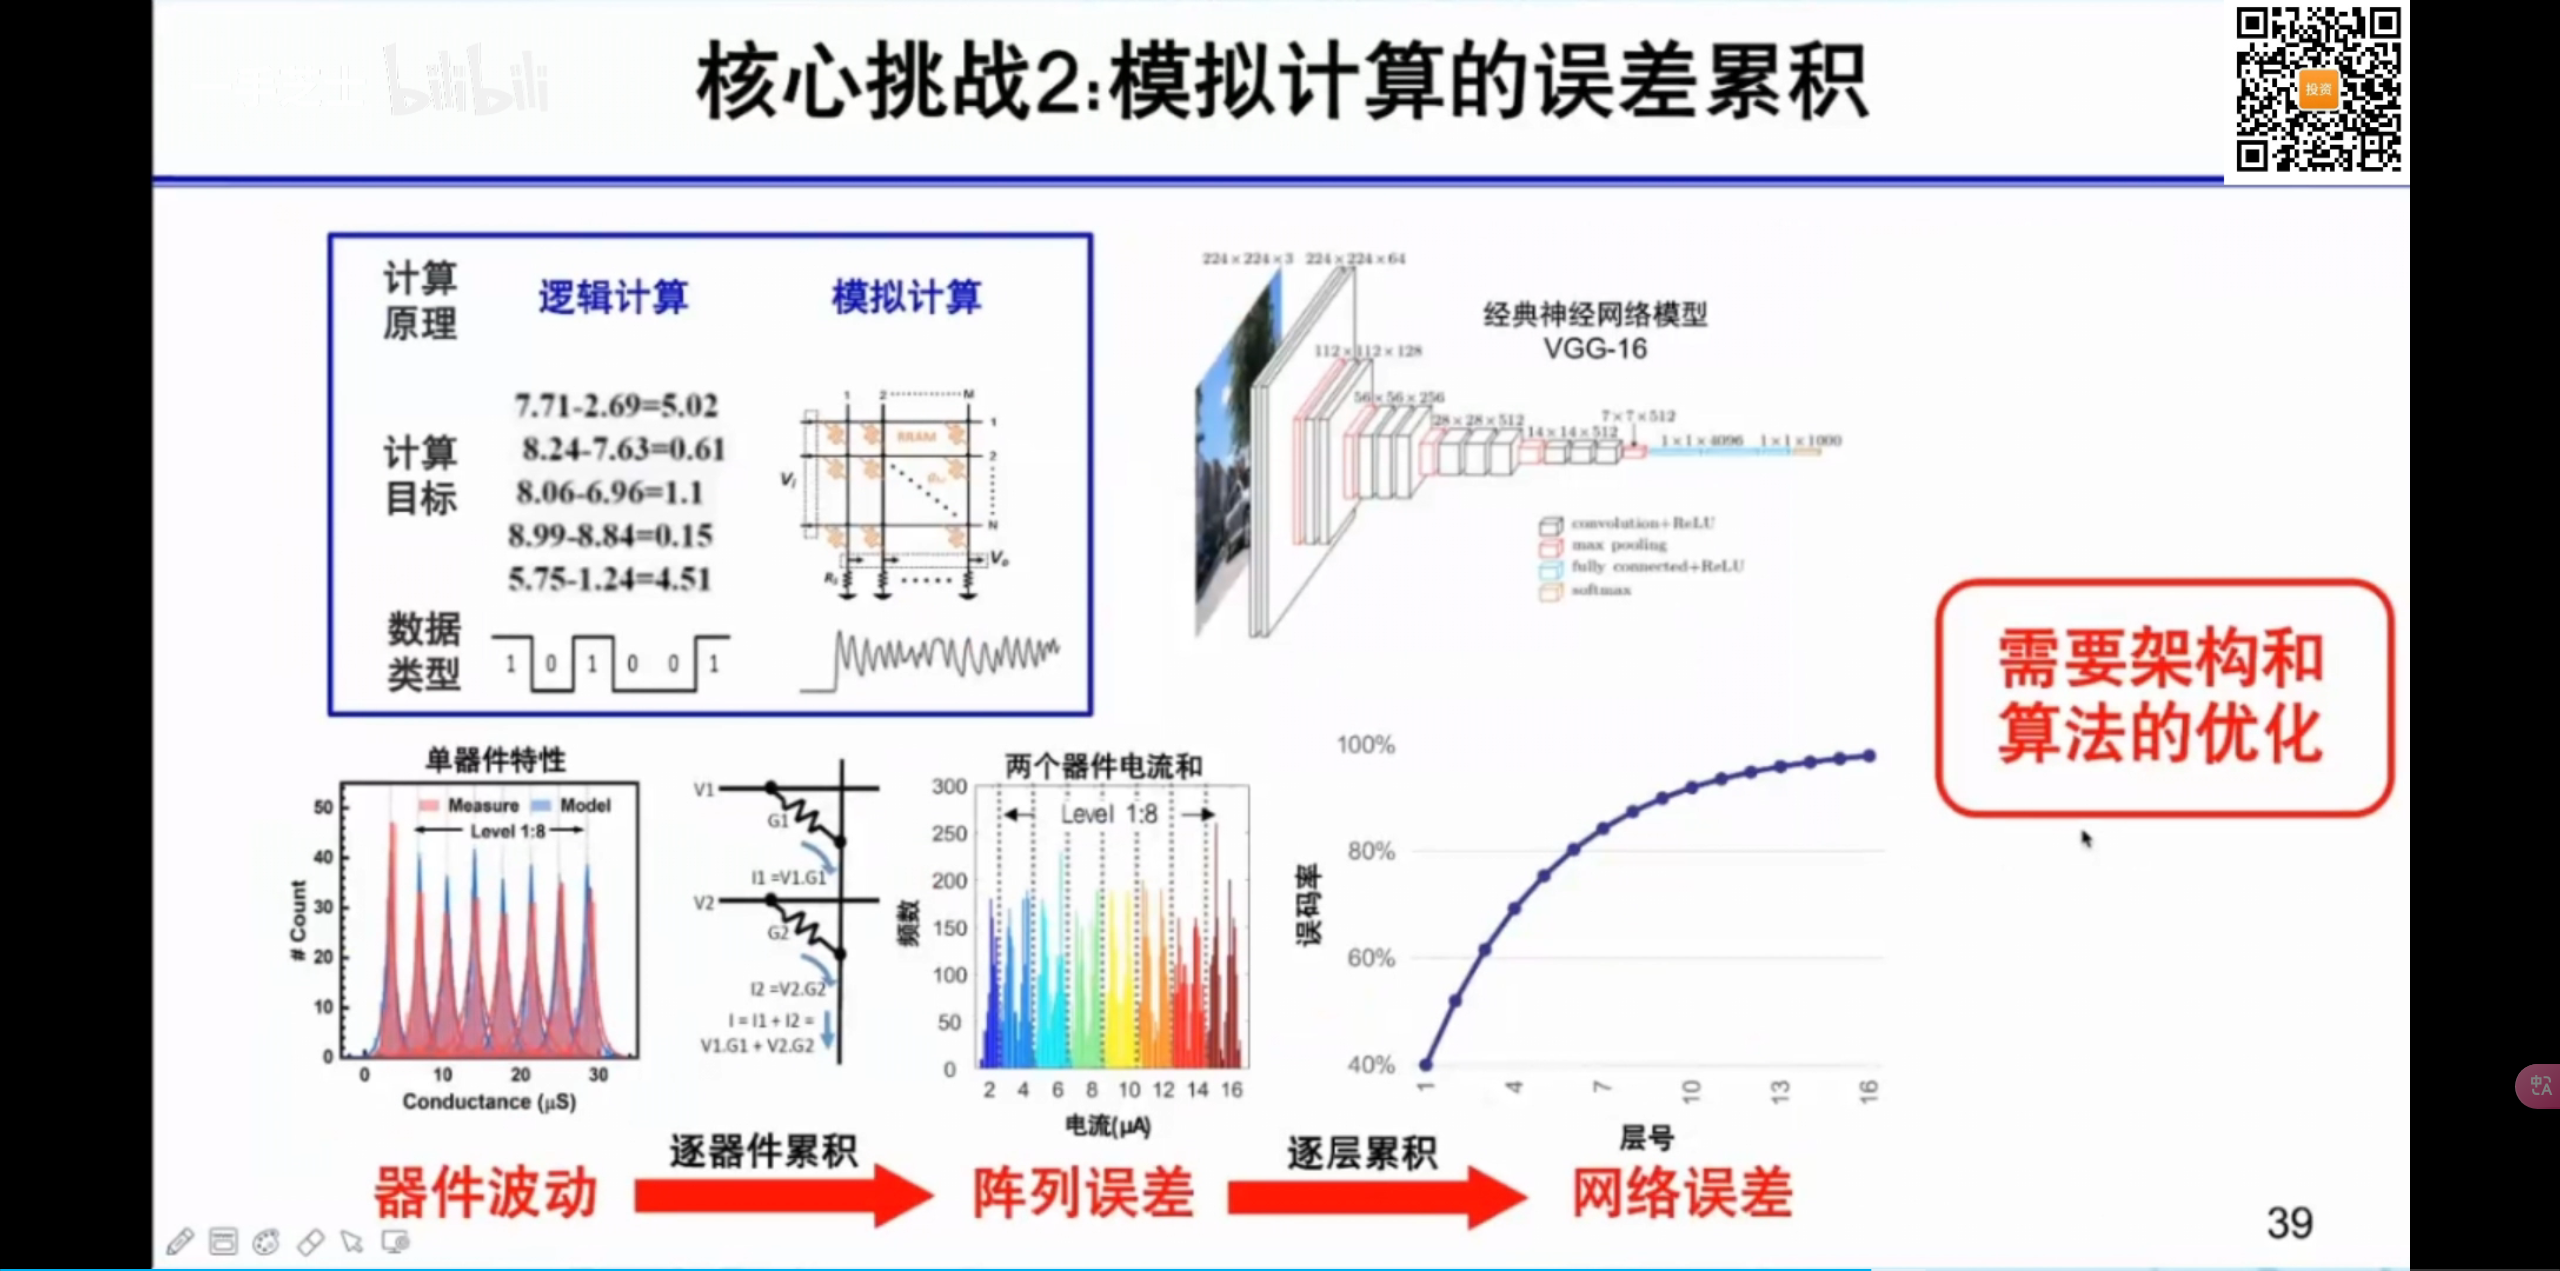 核心挑战2:模拟计算的误差累积
bilibili
投资
计算
原理
逻辑计算
模拟计算
计算
目标
7.71-2.69=5.02
8.24-7.63=0.61
8.06-6.96=1.1
8.99-8.84=0.15
5.75-1.24=4.51
1 2 M
RRAM
1
2
N
Vi
Vo
数据
类型
1 0 1 0 0 1
224×224×3 224×224×64
112×112×128
56×56×256
28×28×512
14×14×512
7×7×512
1×1×4096 1×1×1000
经典神经网络模型
VGG-16
convolution+ReLU
max pooling
fully connected+ReLU
softmax
需要架构和
算法的优化
单器件特性
Measure Model
Level 1:8
# Count
50
40
30
20
10
0
0 10 20 30
Conductance (μS)
V1
G1
I1 =V1.G1
V2
G2
I2 =V2.G2
I = I1 + I2 =
V1.G1 + V2.G2
两个器件电流和
Level 1:8
频数
300
250
200
150
100
50
0
2 4 6 8 10 12 14 16
电流(μA)
误码率
100%
80%
60%
40%
1 4 7 10 13 16
层号
逐器件累积
逐层累积
器件波动
阵列误差
网络误差
39
中A